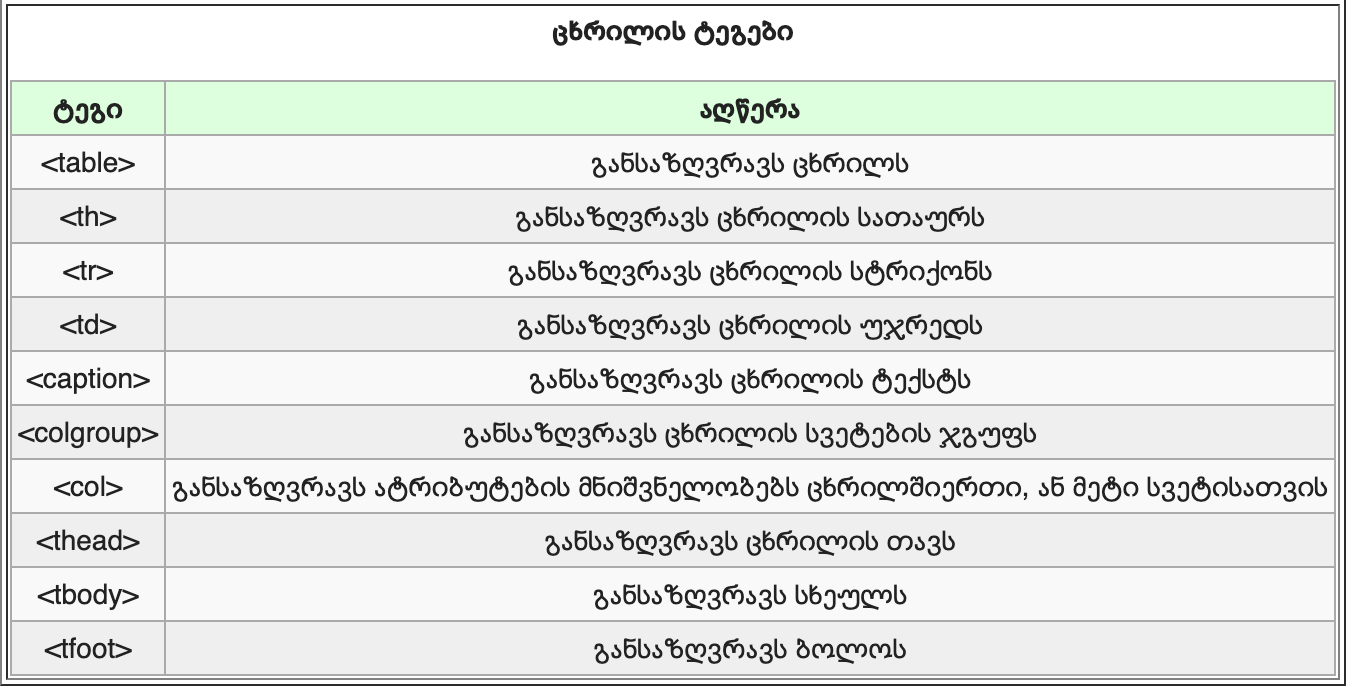 ცხრილის ტეგები
ტეგი აღწერა
<table> განსაზღვრავს ცხრილს
<th> განსაზღვრავს ცხრილის სათაურს
<tr> განსაზღვრავს ცხრილის სტრიქონს
<td> განსაზღვრავს ცხრილის უჯრედს
<caption> განსაზღვრავს ცხრილის ტექსტს
<colgroup> განსაზღვრავს ცხრილის სვეტების ჯგუფს
<col> განსაზღვრავს ატრიბუტების მნიშვნელობებს ცხრილშიერთი, ან მეტი სვეტისათვის
<thead> განსაზღვრავს ცხრილის თავს
<tbody> განსაზღვრავს სხეულს
<tfoot> განსაზღვრავს ბოლოს